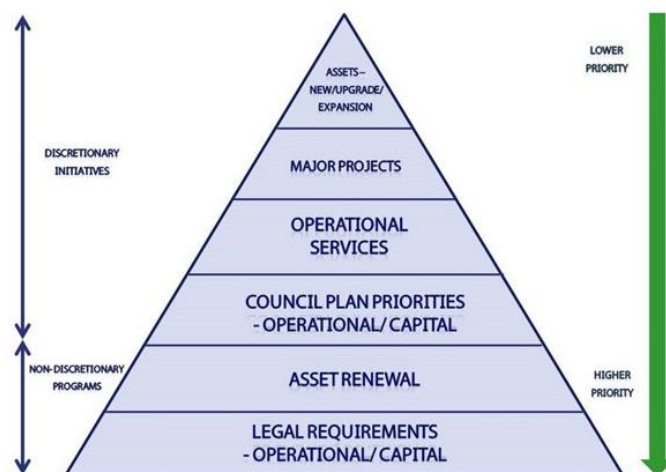 ASSETS–
NEW/UPGRADE/
EXPANSION
LOWER
PRIORITY
DISCRETIONARY
INITIATIVES
MAJOR PROJECTS
OPERATIONAL
SERVICES
COUNCIL PLAN PRIORITIES
- OPERATIONAL/ CAPITAL
NON-DISCRETIONARY
PROGRAMS
ASSET RENEWAL
HIGHER
PRIORITY
LEGAL REQUIREMENTS
- OPERATIONAL/ CAPITAL